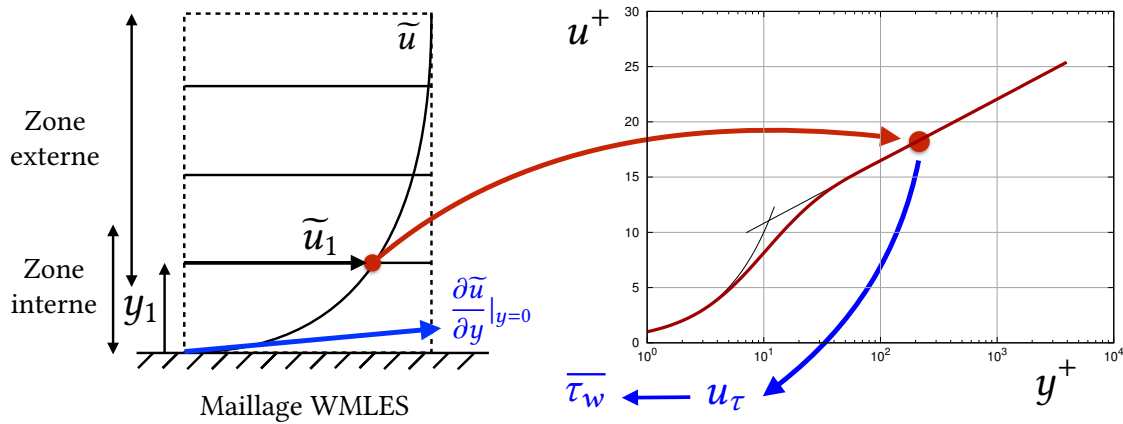 Zone
externe
Zone
interne
y₁
ũ
ũ₁
∂ũ/∂y|y=0
Maillage WMLES
u⁺
30
25
20
15
10
5
0
10⁰
10¹
10²
10³
10⁴
y⁺
τ̅w
uτ